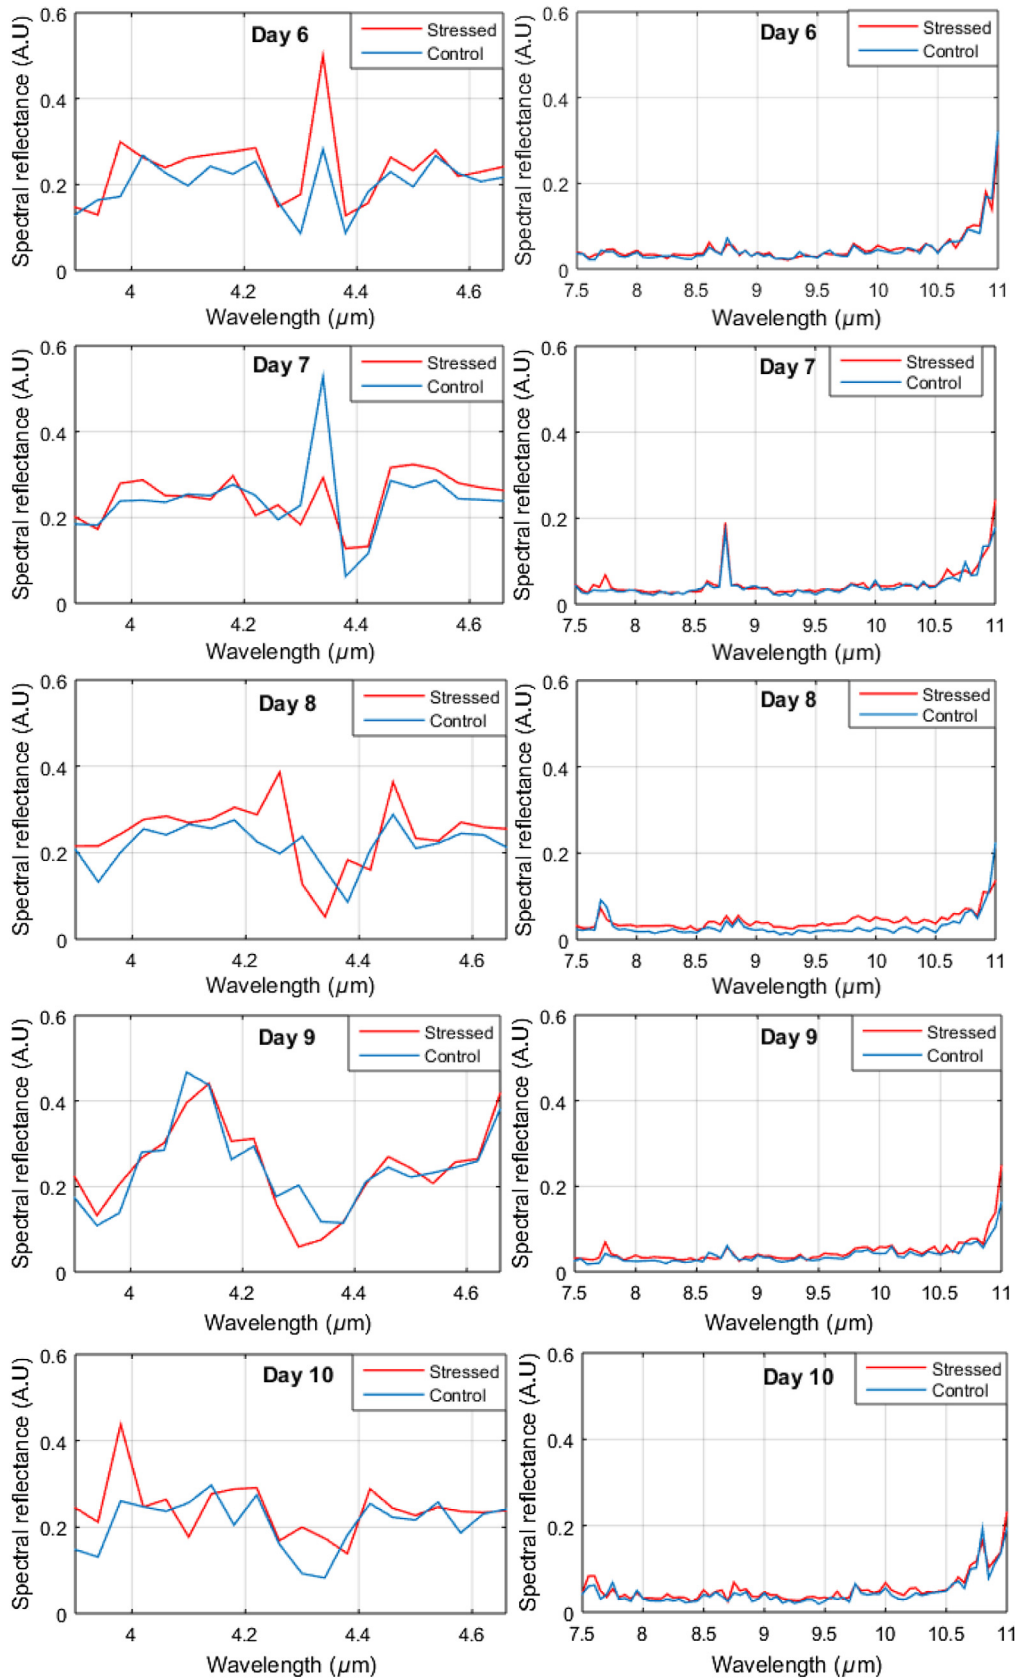 Spectral reflectance (A.U)
0.6
0.4
0.2
0
Day 6
Stressed
Control
4
4.2
4.4
4.6
Wavelength (µm)
Spectral reflectance (A.U)
0.6
0.4
0.2
0
Day 6
Stressed
Control
7.5
8
8.5
9
9.5
10
10.5
11
Wavelength (µm)
Spectral reflectance (A.U)
0.6
0.4
0.2
0
Day 7
Stressed
Control
4
4.2
4.4
4.6
Wavelength (µm)
Spectral reflectance (A.U)
0.6
0.4
0.2
0
Day 7
Stressed
Control
7.5
8
8.5
9
9.5
10
10.5
11
Wavelength (µm)
Spectral reflectance (A.U)
0.6
0.4
0.2
0
Day 8
Stressed
Control
4
4.2
4.4
4.6
Wavelength (µm)
Spectral reflectance (A.U)
0.6
0.4
0.2
0
Day 8
Stressed
Control
7.5
8
8.5
9
9.5
10
10.5
11
Wavelength (µm)
Spectral reflectance (A.U)
0.6
0.4
0.2
0
Day 9
Stressed
Control
4
4.2
4.4
4.6
Wavelength (µm)
Spectral reflectance (A.U)
0.6
0.4
0.2
0
Day 9
Stressed
Control
7.5
8
8.5
9
9.5
10
10.5
11
Wavelength (µm)
Spectral reflectance (A.U)
0.6
0.4
0.2
0
Day 10
Stressed
Control
4
4.2
4.4
4.6
Wavelength (µm)
Spectral reflectance (A.U)
0.6
0.4
0.2
0
Day 10
Stressed
Control
7.5
8
8.5
9
9.5
10
10.5
11
Wavelength (µm)